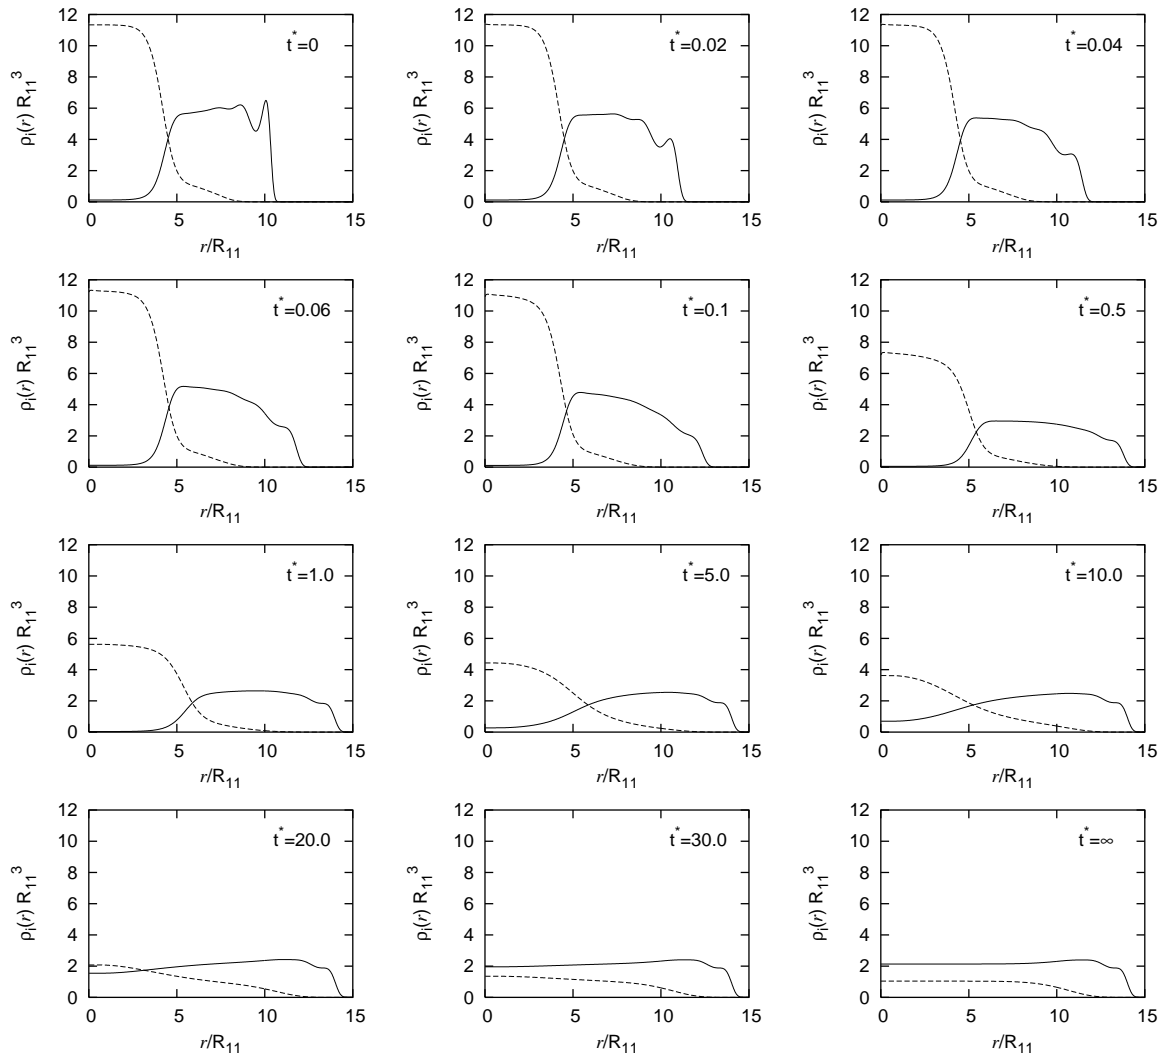 12
10
8
6
4
2
0
ρᵢ(r) R₁₁³
t*=0
0 5 10 15
r/R₁₁
12
10
8
6
4
2
0
ρᵢ(r) R₁₁³
t*=0.02
0 5 10 15
r/R₁₁
12
10
8
6
4
2
0
ρᵢ(r) R₁₁³
t*=0.04
0 5 10 15
r/R₁₁
12
10
8
6
4
2
0
ρᵢ(r) R₁₁³
t*=0.06
0 5 10 15
r/R₁₁
12
10
8
6
4
2
0
ρᵢ(r) R₁₁³
t*=0.1
0 5 10 15
r/R₁₁
12
10
8
6
4
2
0
ρᵢ(r) R₁₁³
t*=0.5
0 5 10 15
r/R₁₁
12
10
8
6
4
2
0
ρᵢ(r) R₁₁³
t*=1.0
0 5 10 15
r/R₁₁
12
10
8
6
4
2
0
ρᵢ(r) R₁₁³
t*=5.0
0 5 10 15
r/R₁₁
12
10
8
6
4
2
0
ρᵢ(r) R₁₁³
t*=10.0
0 5 10 15
r/R₁₁
12
10
8
6
4
2
0
ρᵢ(r) R₁₁³
t*=20.0
0 5 10 15
r/R₁₁
12
10
8
6
4
2
0
ρᵢ(r) R₁₁³
t*=30.0
0 5 10 15
r/R₁₁
12
10
8
6
4
2
0
ρᵢ(r) R₁₁³
t*=∞
0 5 10 15
r/R₁₁